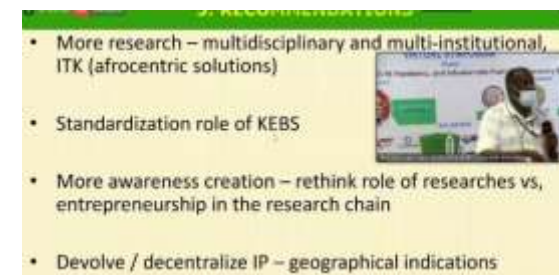 RECOMMENDATIONS
• More research – multidisciplinary and multi-institutional,
ITK (afrocentric solutions)
• Standardization role of KEBS
• More awareness creation – rethink role of researches vs,
entrepreneurship in the research chain
• Devolve / decentralize IP – geographical indications